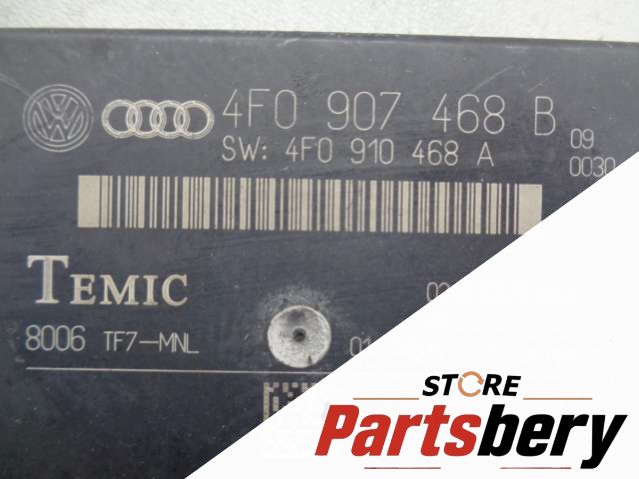 4F0 907 468 B
SW: 4F0 910 468 A
09
0030
TEMIC
8006 TF7-MNL
STORE
Partsbery